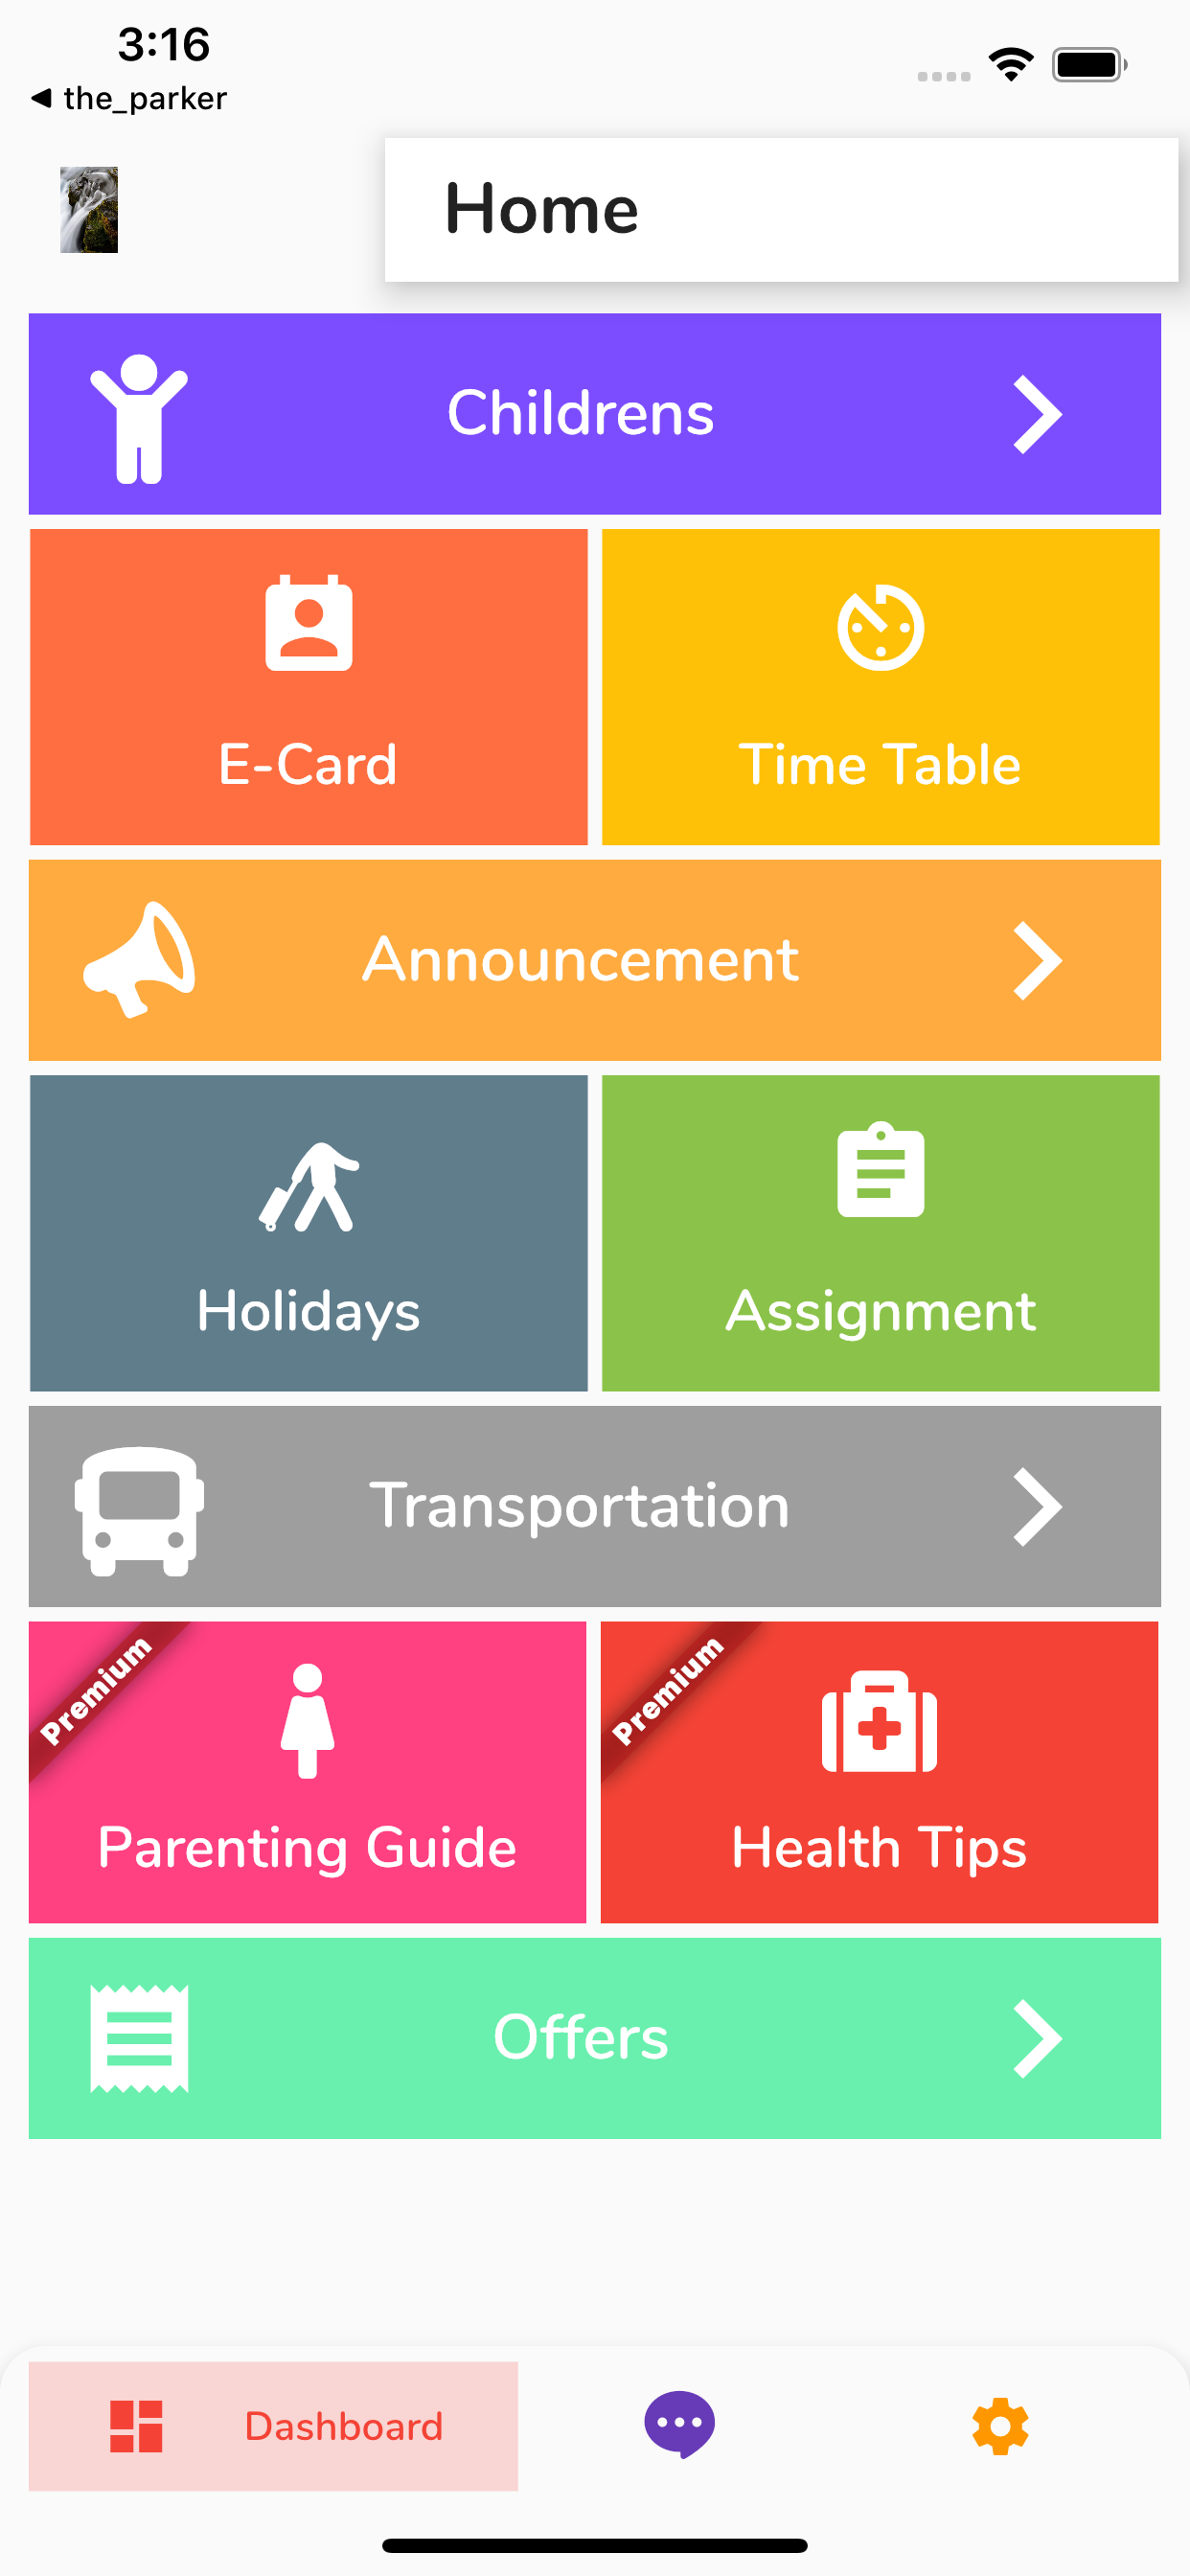 3:16
the_parker
Home
Childrens
E-Card
Time Table
Announcement
Holidays
Assignment
Transportation
Premium
Premium
Parenting Guide
Health Tips
Offers
Dashboard